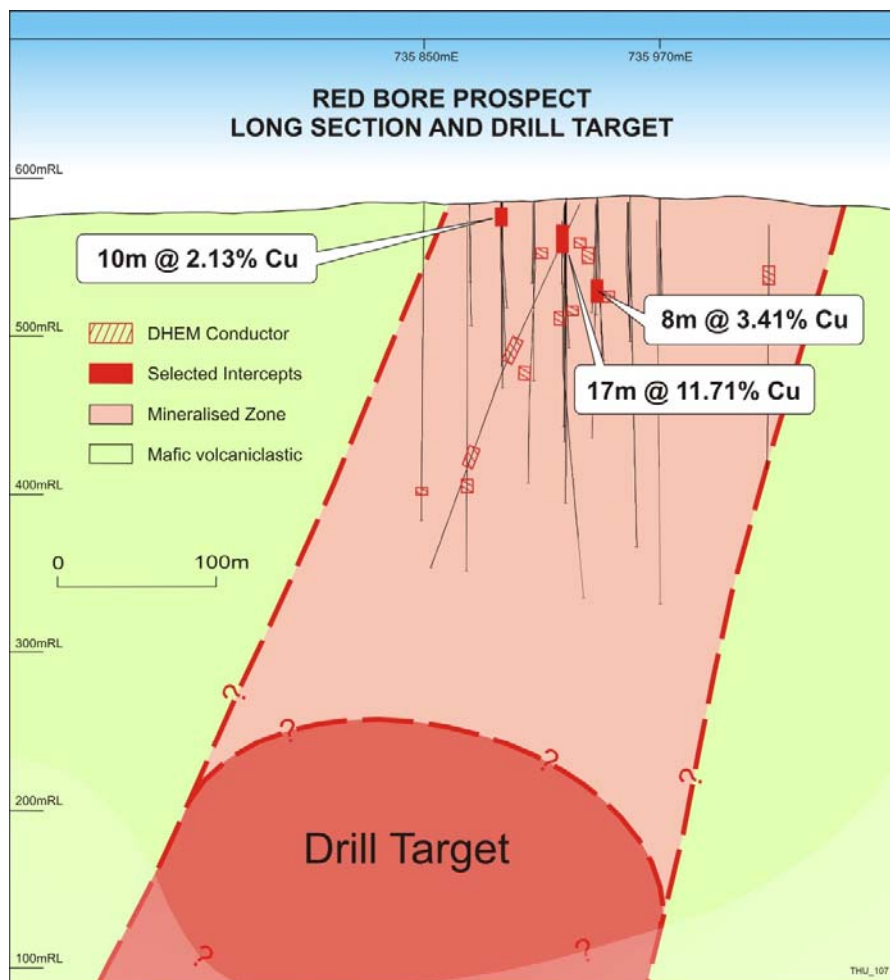 735 850mE
735 970mE
RED BORE PROSPECT
LONG SECTION AND DRILL TARGET
600mRL
10m @ 2.13% Cu
500mRL
DHEM Conductor
8m @ 3.41% Cu
Selected Intercepts
17m @ 11.71% Cu
Mineralised Zone
Mafic volcaniclastic
400mRL
0 100m
300mRL
?
?
?
?
200mRL
Drill Target
?
?
100mRL
THU_107